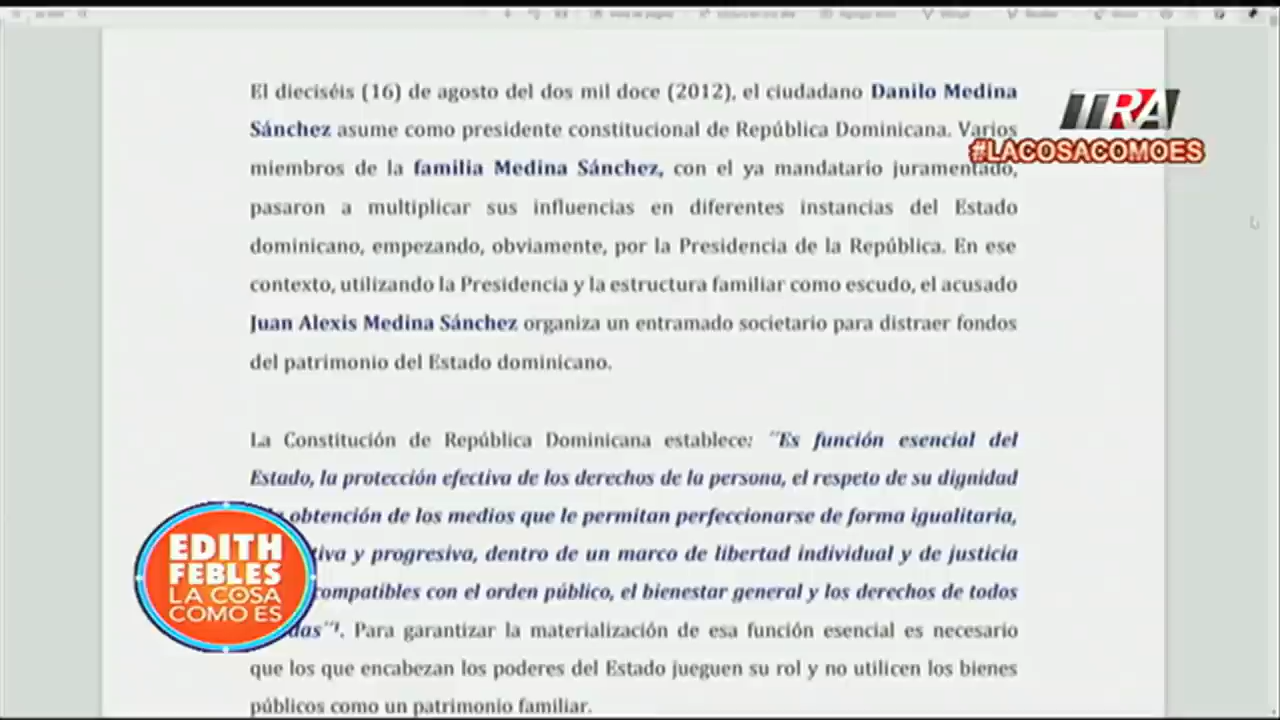 El dieciséis (16) de agosto del dos mil doce (2012), el ciudadano Danilo Medina
Sánchez asume como presidente constitucional de República Dominicana. Varios
miembros de la familia Medina Sánchez, con el ya mandatario juramentado,
pasaron a multiplicar sus influencias en diferentes instancias del Estado
dominicano, empezando, obviamente, por la Presidencia de la República. En ese
contexto, utilizando la Presidencia y la estructura familiar como escudo, el acusado
Juan Alexis Medina Sánchez organiza un entramado societario para distraer fondos
del patrimonio del Estado dominicano.
La Constitución de República Dominicana establece: ¨Es función esencial del
Estado, la protección efectiva de los derechos de la persona, el respeto de su dignidad
obtención de los medios que le permitan perfeccionarse de forma igualitaria,
tiva y progresiva, dentro de un marco de libertad individual y de justicia
compatibles con el orden público, el bienestar general y los derechos de todos
das¨¹. Para garantizar la materialización de esa función esencial es necesario
que los que encabezan los poderes del Estado jueguen su rol y no utilicen los bienes
públicos como un patrimonio familiar.
TRA
#LACOSACOMOES
EDITH
FEBLES
LA COSA
COMO ES